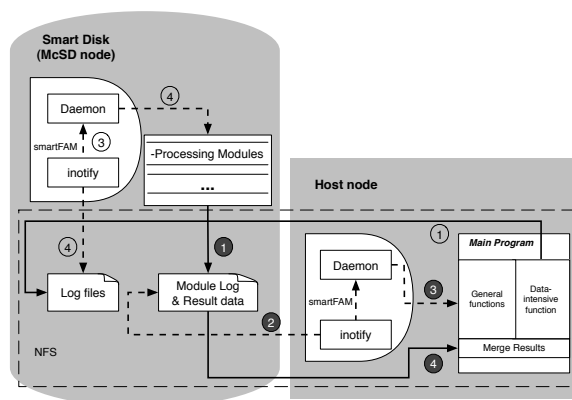 Smart Disk
(McSD node)
Daemon
4
smartFAM
3
-Processing Modules
inotify
...
Host node
4
1
1
Main Program
Daemon
3
General
functions
Data-
intensive
function
Log files
Module Log
& Result data
smartFAM
2
inotify
Merge Results
NFS
4